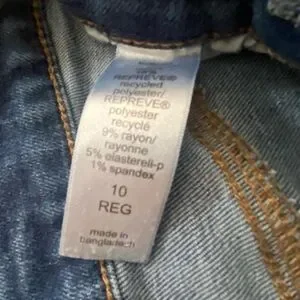 REPREVE®
recycled
polyester/
REPREVE®
polyester
recyclé
9% rayon/
rayonne
5% elasterell-p
1% spandex
10
REG
made in
bangladesh